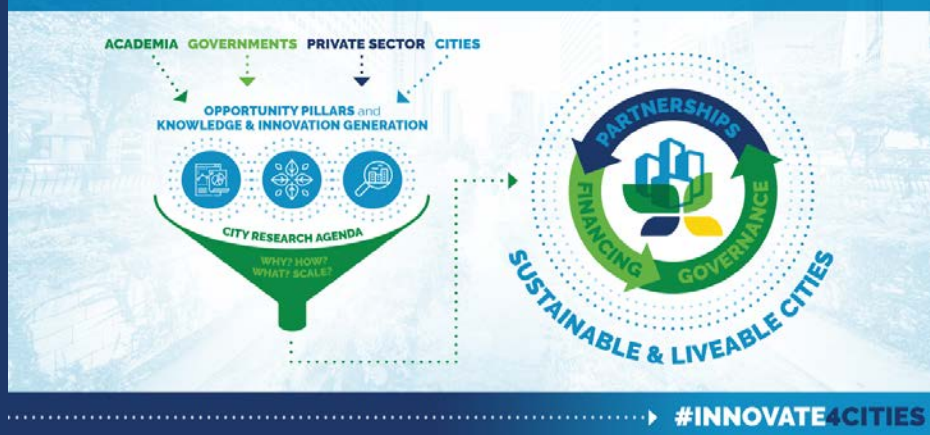 ACADEMIA GOVERNMENTS PRIVATE SECTOR CITIES
OPPORTUNITY PILLARS and
KNOWLEDGE & INNOVATION GENERATION
CITY RESEARCH AGENDA
WHY? HOW?
WHAT? SCALE?
PARTNERSHIPS
FINANCING
GOVERNANCE
SUSTAINABLE & LIVEABLE CITIES
#INNOVATE4CITIES